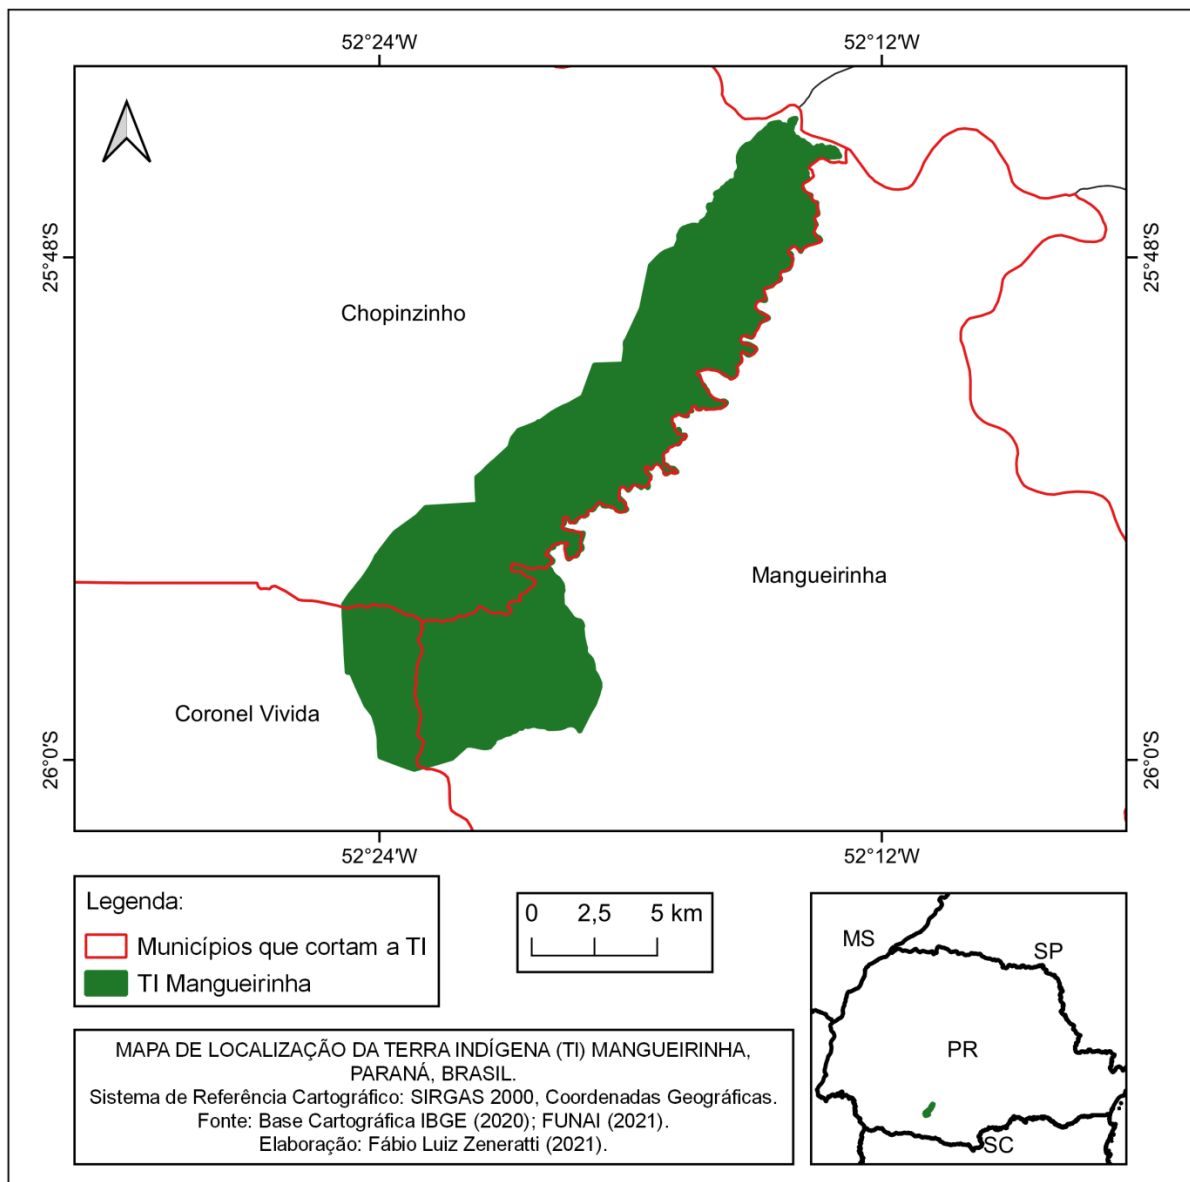 52°24'W
52°12'W
25°48'S
25°48'S
Chopinzinho
Mangueirinha
Coronel Vivida
26°0'S
26°0'S
52°24'W
52°12'W
Legenda:
Municípios que cortam a TI
TI Mangueirinha
0 2,5 5 km
MS
SP
PR
SC
MAPA DE LOCALIZAÇÃO DA TERRA INDÍGENA (TI) MANGUEIRINHA,
PARANÁ, BRASIL.
Sistema de Referência Cartográfico: SIRGAS 2000, Coordenadas Geográficas.
Fonte: Base Cartográfica IBGE (2020); FUNAI (2021).
Elaboração: Fábio Luiz Zeneratti (2021).